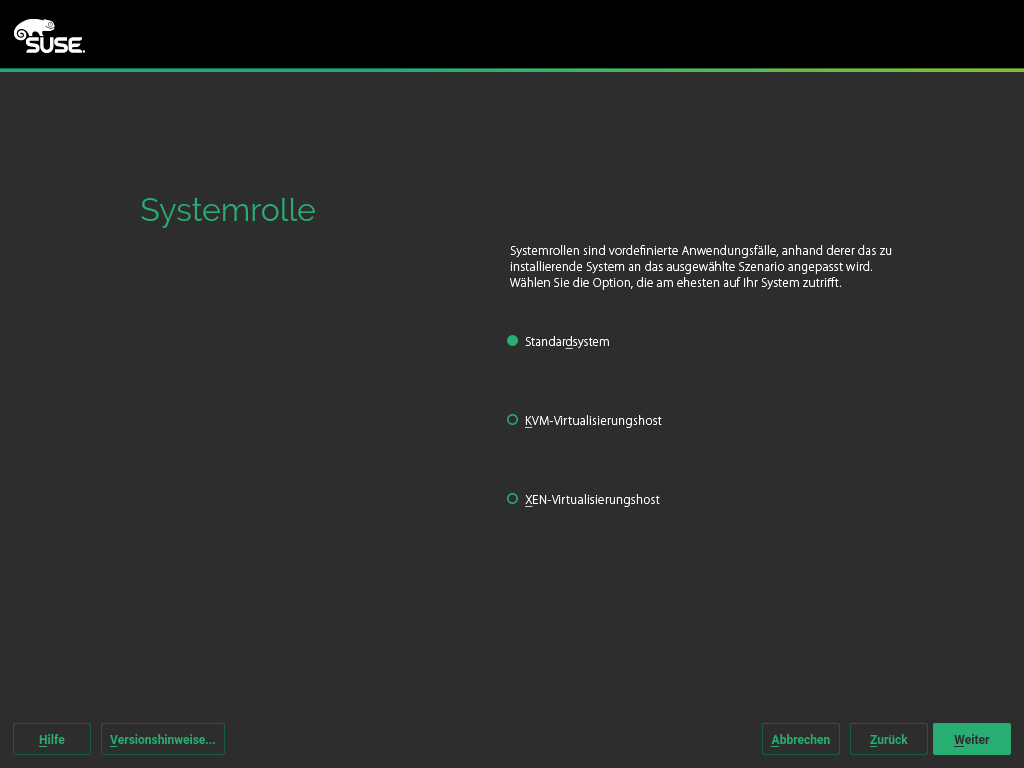 SUSE
Systemrolle
Systemrollen sind vordefinierte Anwendungsfälle, anhand derer das zu
installierende System an das ausgewählte Szenario angepasst wird.
Wählen Sie die Option, die am ehesten auf Ihr System zutrifft.
Standardsystem
KVM-Virtualisierungshost
XEN-Virtualisierungshost
Hilfe
Versionshinweise...
Abbrechen
Zurück
Weiter